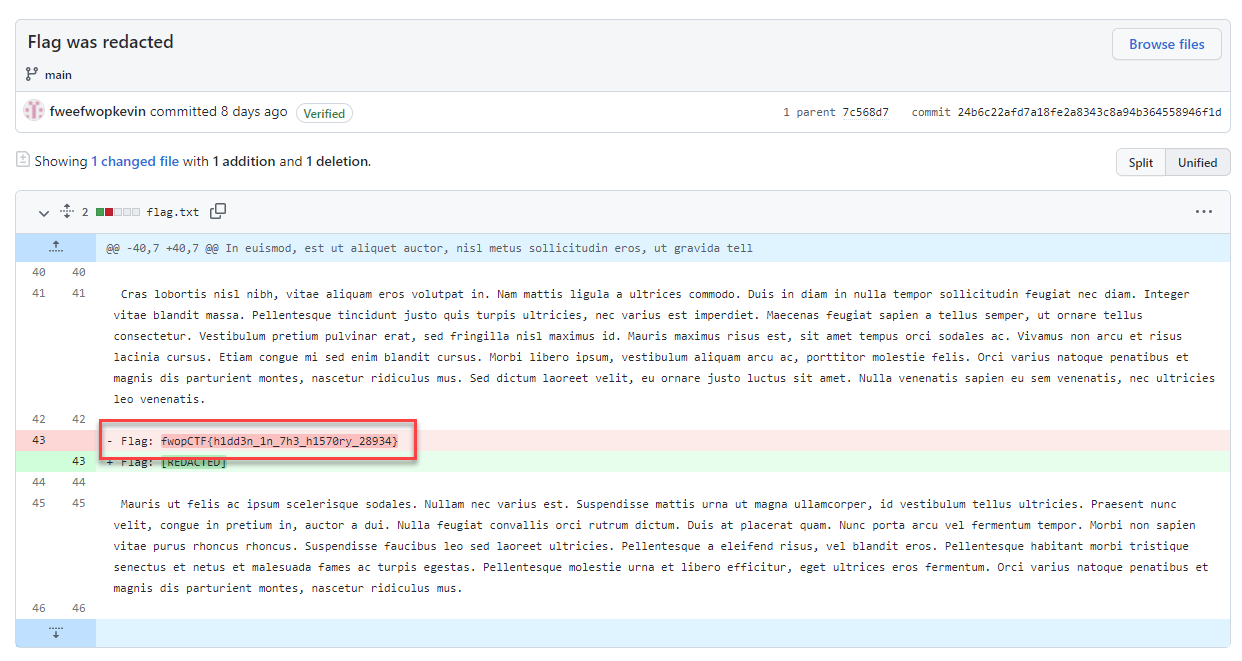 Flag was redacted
Browse files
main
fweefwopkevin committed 8 days ago Verified
1 parent 7c568d7 commit 24b6c22afd7a18fe2a8343c8a94b364558946f1d
Showing 1 changed file with 1 addition and 1 deletion.
Split Unified
2 flag.txt
@@ -40,7 +40,7 @@ In euismod, est ut aliquet auctor, nisl metus sollicitudin eros, ut gravida tell
40 40
41 41 Cras lobortis nisl nibh, vitae aliquam eros volutpat in. Nam mattis ligula a ultrices commodo. Duis in diam in nulla tempor sollicitudin feugiat nec diam. Integer
vitae blandit massa. Pellentesque tincidunt justo quis turpis ultricies, nec varius est imperdiet. Maecenas feugiat sapien a tellus semper, ut ornare tellus
consectetur. Vestibulum pretium pulvinar erat, sed fringilla nisl maximus id. Mauris maximus risus est, sit amet tempus orci sodales ac. Vivamus non arcu et risus
lacinia cursus. Etiam congue mi sed enim blandit cursus. Morbi libero ipsum, vestibulum aliquam arcu ac, porttitor molestie felis. Orci varius natoque penatibus et
magnis dis parturient montes, nascetur ridiculus mus. Sed dictum laoreet velit, eu ornare justo luctus sit amet. Nulla venenatis sapien eu sem venenatis, nec ultricies
leo venenatis.
42 42
43 - Flag: fwopCTF{h1dd3n_1n_7h3_h1570ry_28934}
43 + Flag: [REDACTED]
44 44
45 45 Mauris ut felis ac ipsum scelerisque sodales. Nullam nec varius est. Suspendisse mattis urna ut magna ullamcorper, id vestibulum tellus ultricies. Praesent nunc
velit, congue in pretium in, auctor a dui. Nulla feugiat convallis orci rutrum dictum. Duis at placerat quam. Nunc porta arcu vel fermentum tempor. Morbi non sapien
vitae purus rhoncus rhoncus. Suspendisse faucibus leo sed laoreet ultricies. Pellentesque a eleifend risus, vel blandit eros. Pellentesque habitant morbi tristique
senectus et netus et malesuada fames ac turpis egestas. Pellentesque molestie urna et libero efficitur, eget ultrices eros fermentum. Orci varius natoque penatibus et
magnis dis parturient montes, nascetur ridiculus mus.
46 46